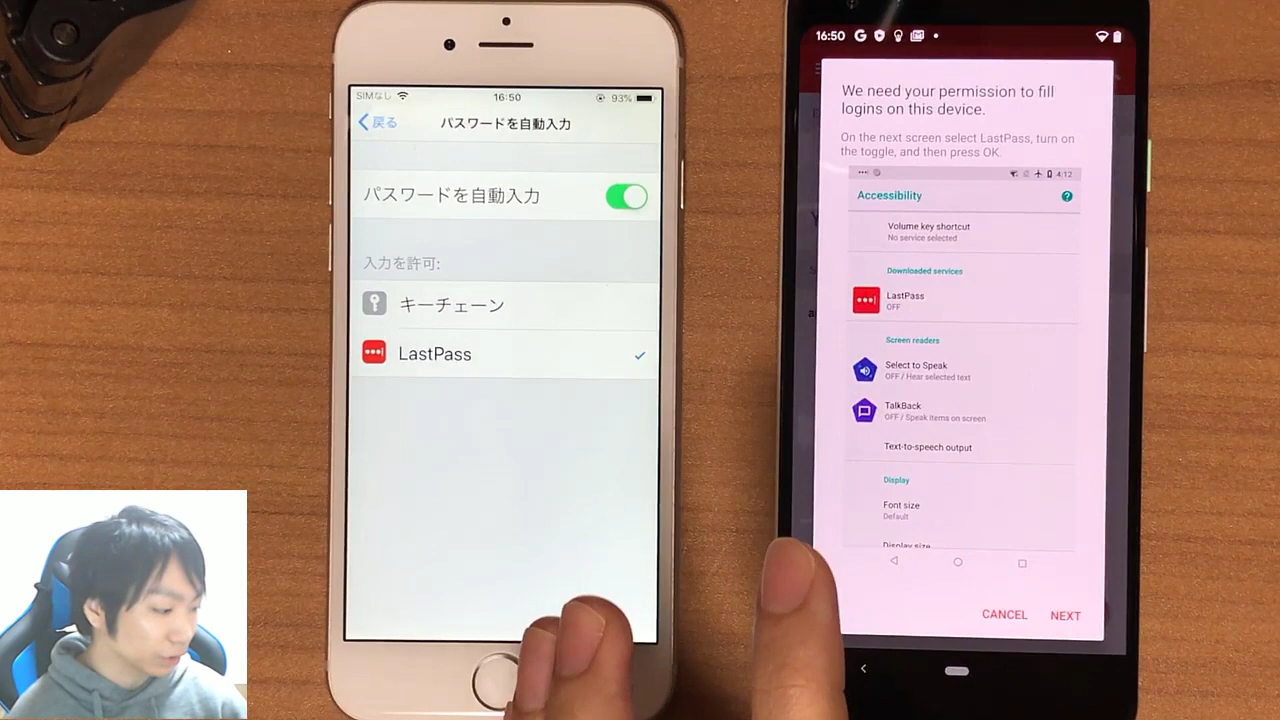 SIMなし
16:50
93%
戻る
パスワードを自動入力
パスワードを自動入力
入力を許可:
キーチェーン
LastPass
16:50
We need your permission to fill
logins on this device.
On the next screen select LastPass, turn on
the toggle, and then press OK.
4:12
Accessibility
Volume key shortcut
No service selected
Downloaded services
LastPass
OFF
Screen readers
Select to Speak
OFF / Hear selected text
TalkBack
OFF / Speak items on screen
Text-to-speech output
Display
Font size
Default
Display size
CANCEL
NEXT